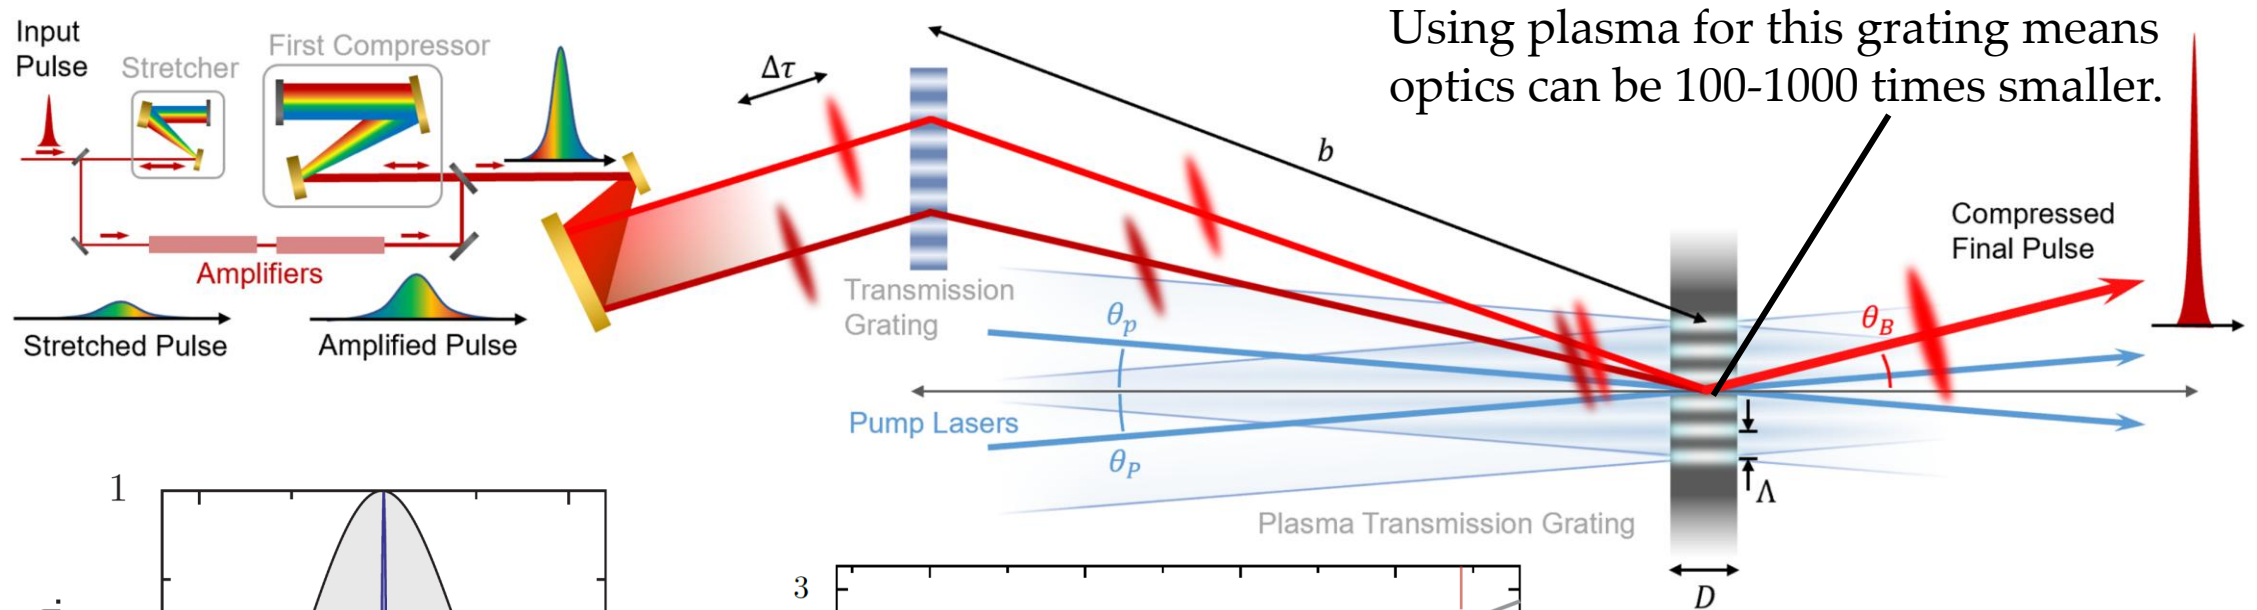 Input
Pulse
Stretcher
First Compressor
Amplifiers
Stretched Pulse
Amplified Pulse
Δτ
b
Using plasma for this grating means
optics can be 100-1000 times smaller.
Transmission
Grating
θp
Pump Lasers
θP
Compressed
Final Pulse
θB
Λ
Plasma Transmission Grating
D
1
3